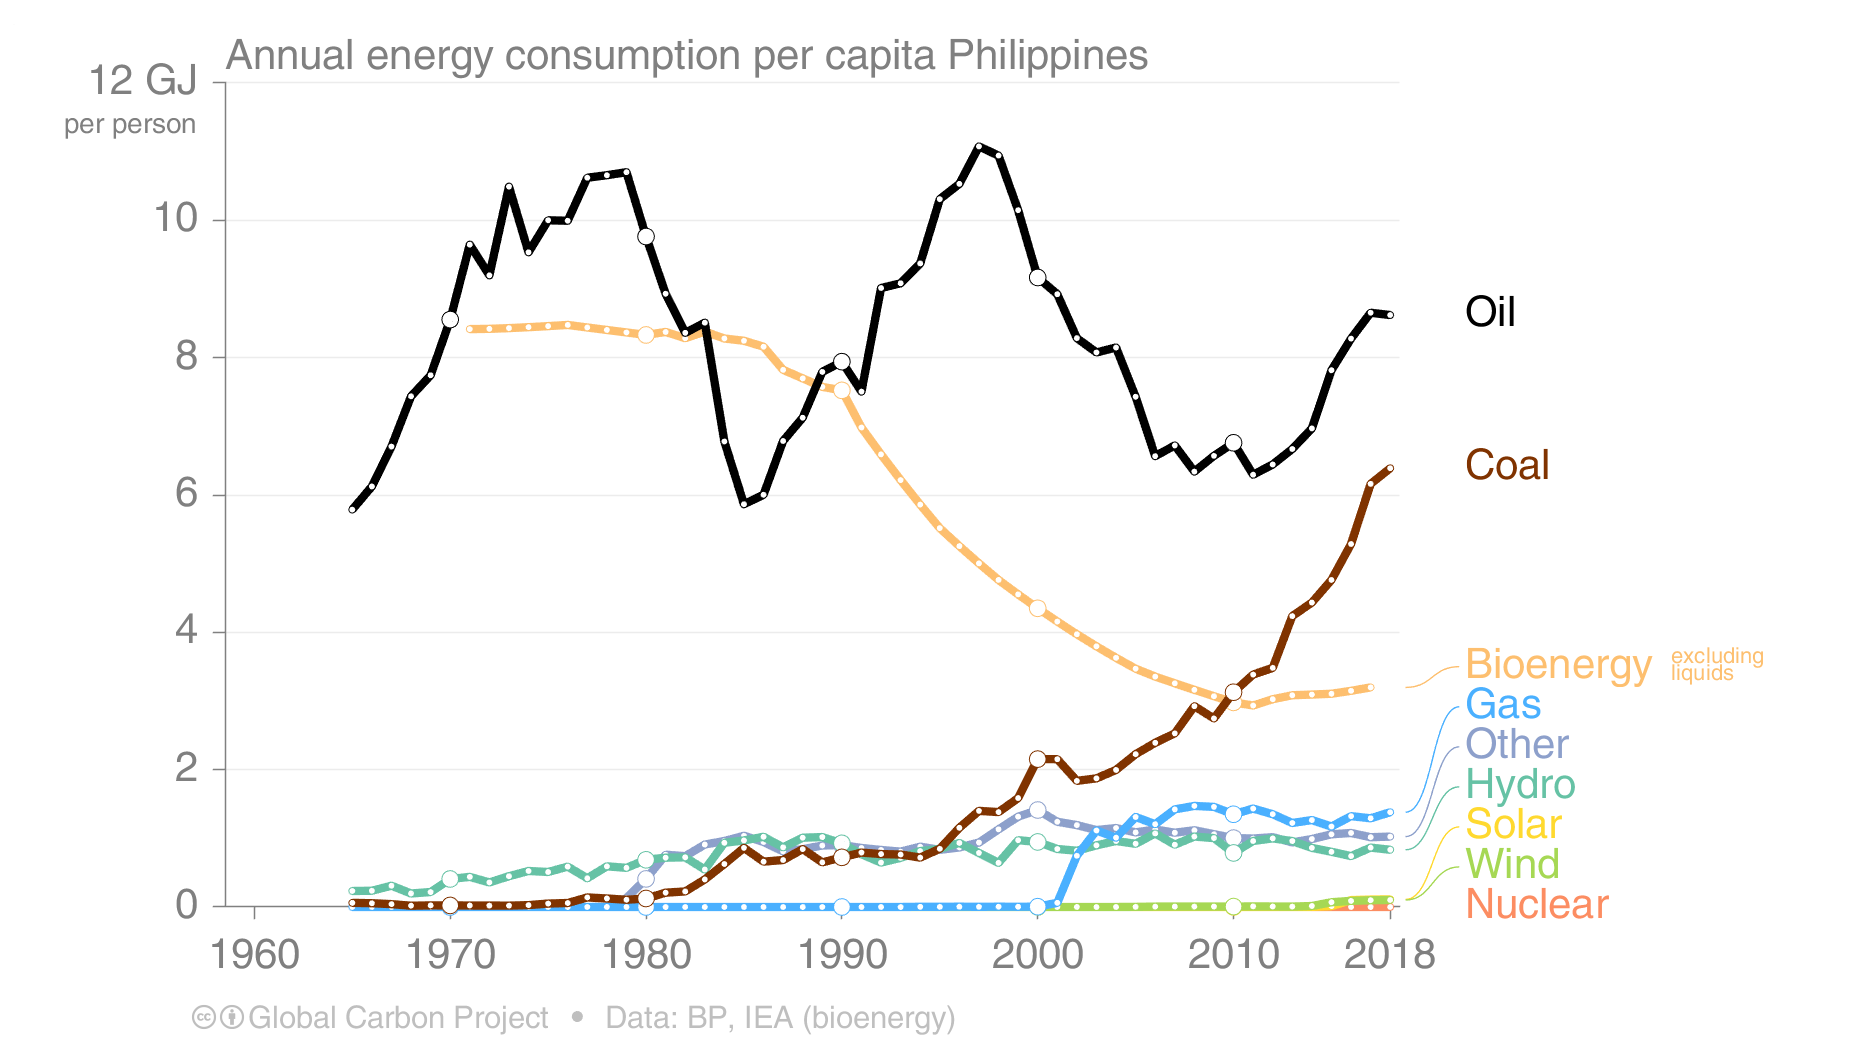 Annual energy consumption per capita Philippines
12 GJ
per person
10
8
6
4
2
0
1960 1970 1980 1990 2000 2010 2018
Oil
Coal
Bioenergy excluding
liquids
Gas
Other
Hydro
Solar
Wind
Nuclear
cc Global Carbon Project • Data: BP, IEA (bioenergy)